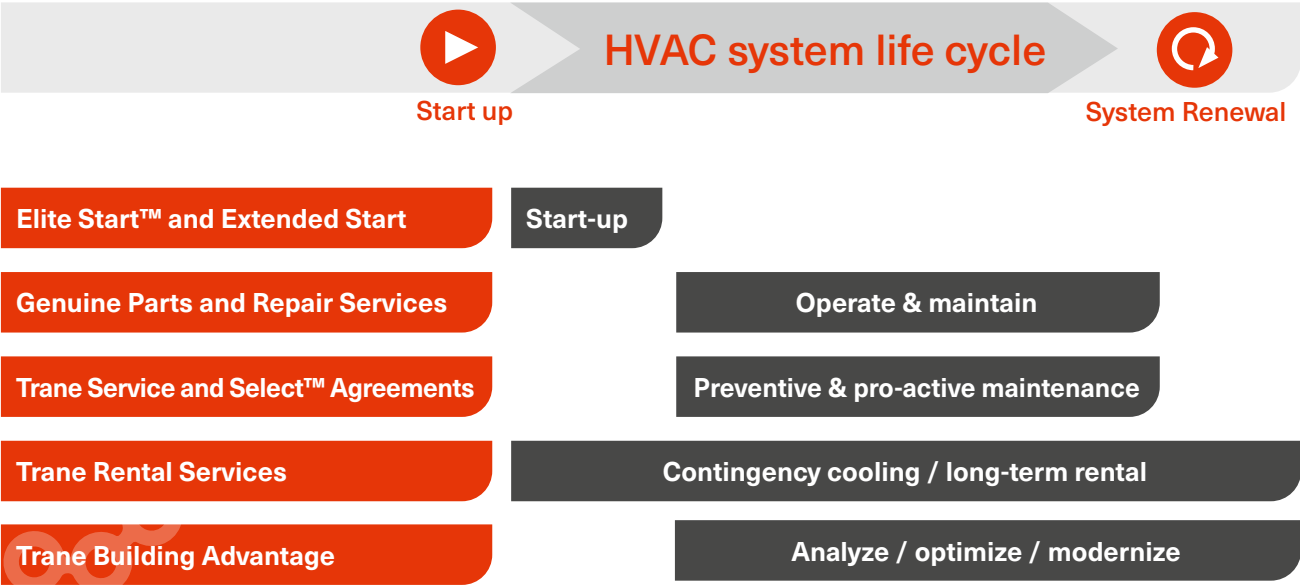 HVAC system life cycle
Start up
System Renewal
Elite Start™ and Extended Start
Start-up
Genuine Parts and Repair Services
Operate & maintain
Trane Service and Select™ Agreements
Preventive & pro-active maintenance
Trane Rental Services
Contingency cooling / long-term rental
Trane Building Advantage
Analyze / optimize / modernize